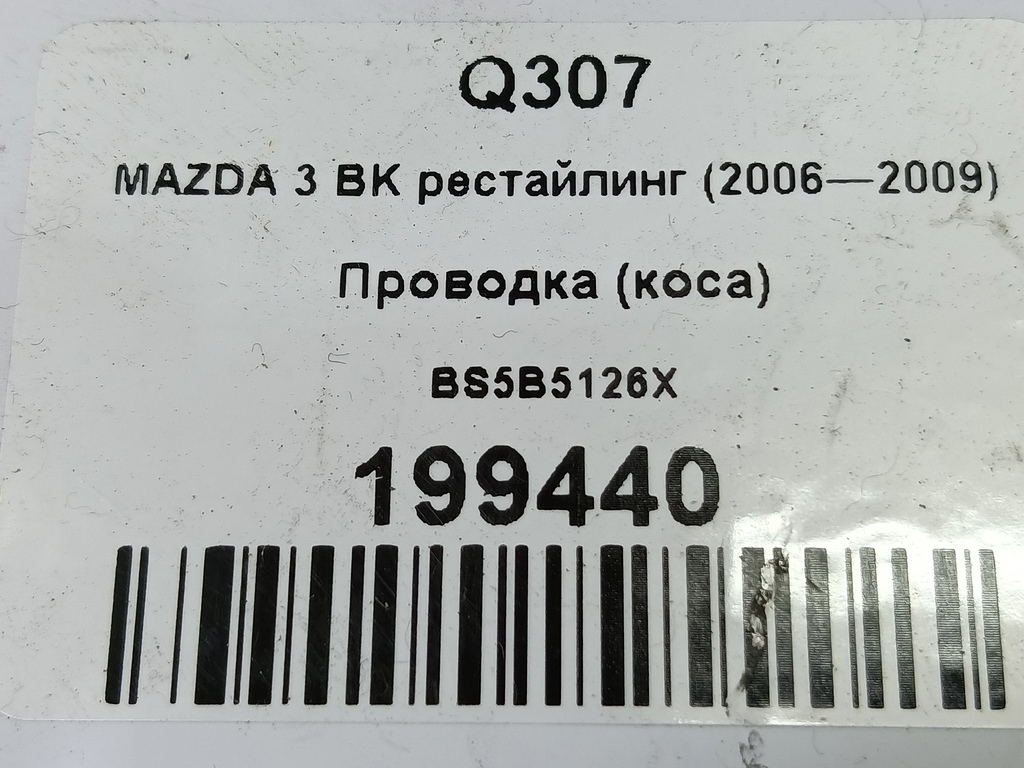 Q307
MAZDA 3 BK рестайлинг (2006—2009)
Проводка (коса)
BS5B5126X
199440